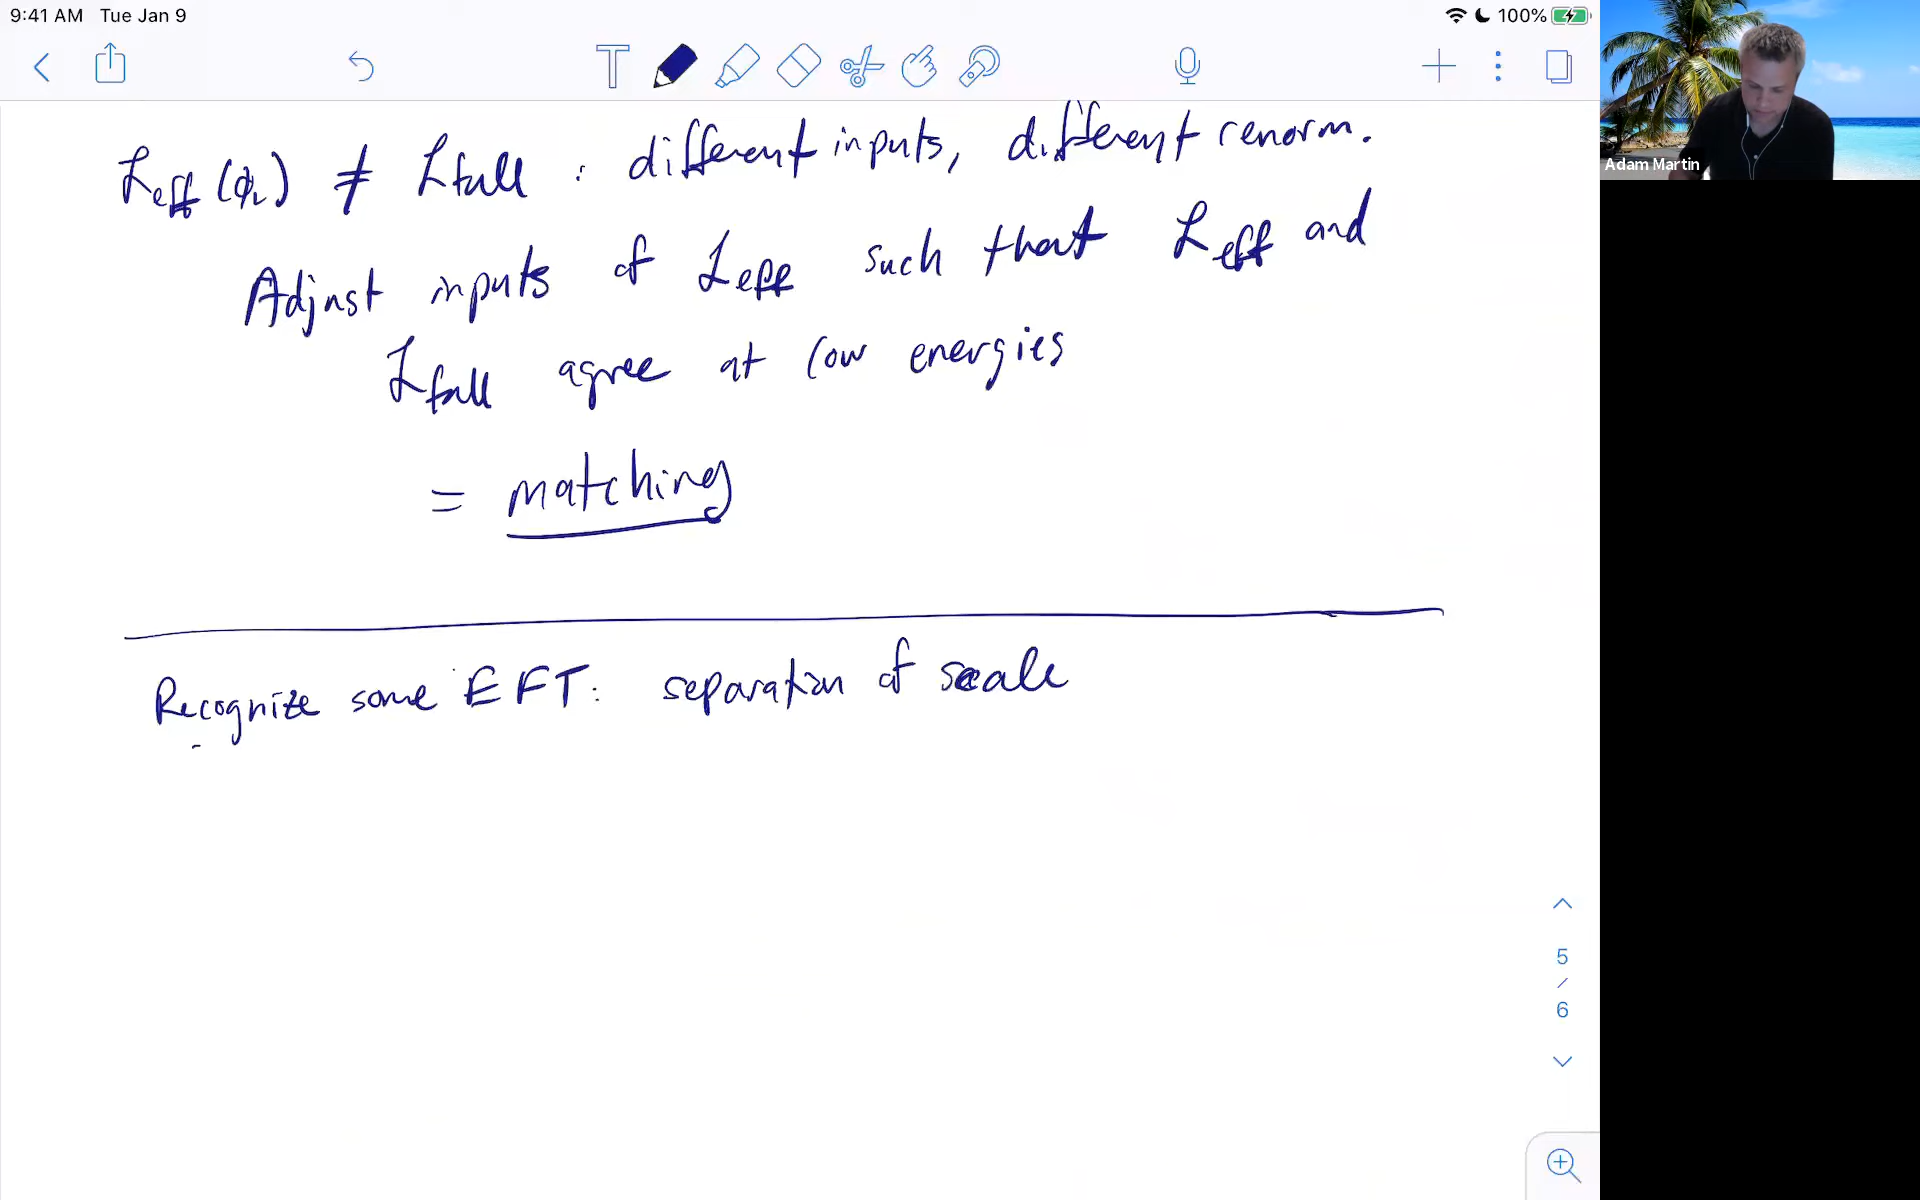 9:41 AM Tue Jan 9
100%
Adam Martin
ℒeff (φL) ≠ ℒfull : different inputs, different renorm.
Adjust inputs of ℒeff such that ℒeff and
ℒfull agree at low energies
= matching
Recognize some EFT: separation of scale
5
/
6